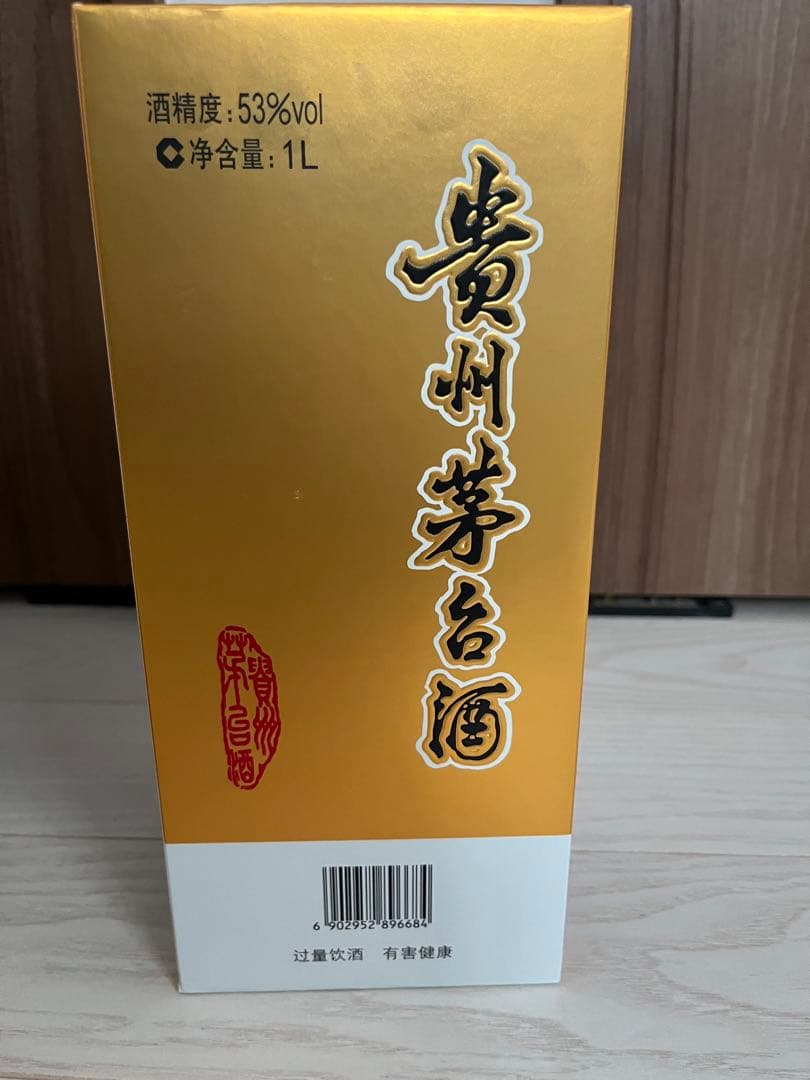 酒精度:53%vol
净含量:1L
貴州茅台酒
貴州
茅台酒
6 902952 896684
过量饮酒 有害健康